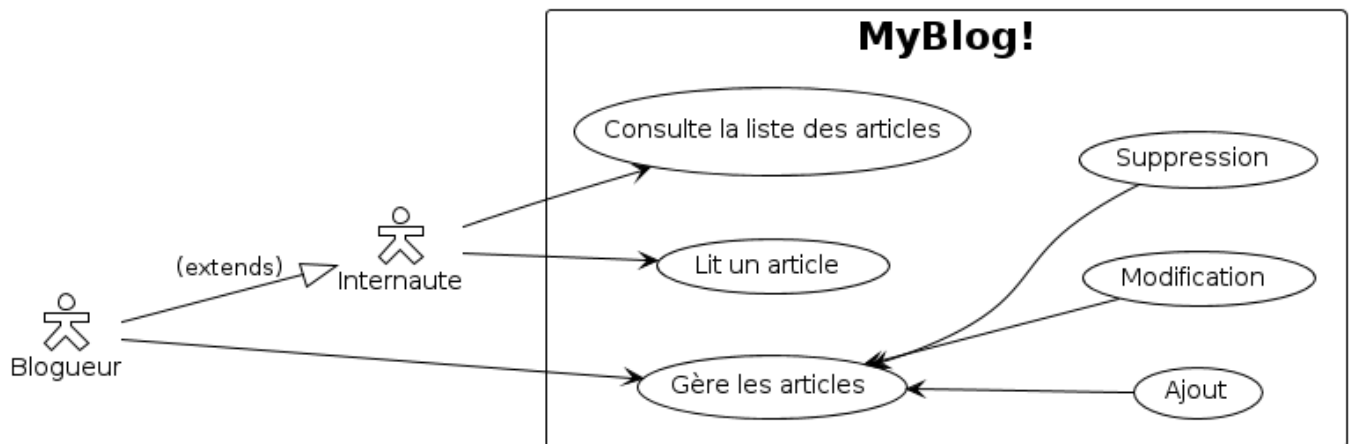 MyBlog!
Consulte la liste des articles
Suppression
(extends)
Internaute
Lit un article
Modification
Blogueur
Gère les articles
Ajout